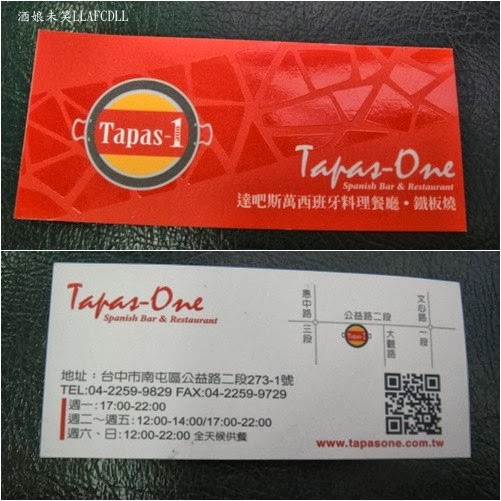 酒娘未笑LLAFCDLL
Tapas-1
Tapas-One
Spanish Bar & Restaurant
達吧斯萬西班牙料理餐廳・鐵板燒
Tapas-One
Spanish Bar & Restaurant
惠中路三段
公益路二段
文心路一段
大觀路
Tapas-1
地址：台中市南屯區公益路二段273-1號
TEL:04-2259-9829 FAX:04-2259-9729
週一:17:00-22:00
週二～週五:12:00-14:00/17:00-22:00
週六、日:12:00-22:00 全天候供餐
www.tapasone.com.tw